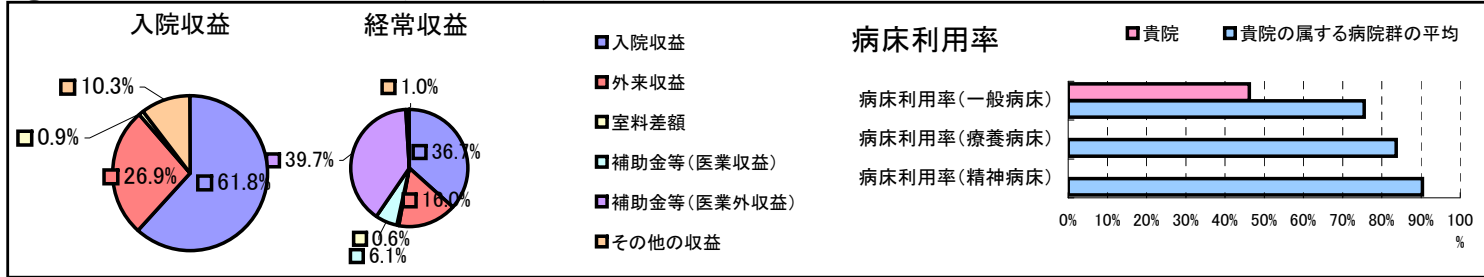 入院収益
10.3%
0.9%
26.9%
61.8%
経常収益
1.0%
39.7%
36.7%
16.0%
0.6%
6.1%
入院収益
外来収益
室料差額
補助金等(医業収益)
補助金等(医業外収益)
その他の収益
病床利用率
貴院 貴院の属する病院群の平均
病床利用率(一般病床)
病床利用率(療養病床)
病床利用率(精神病床)
0% 10% 20% 30% 40% 50% 60% 70% 80% 90% 100
%